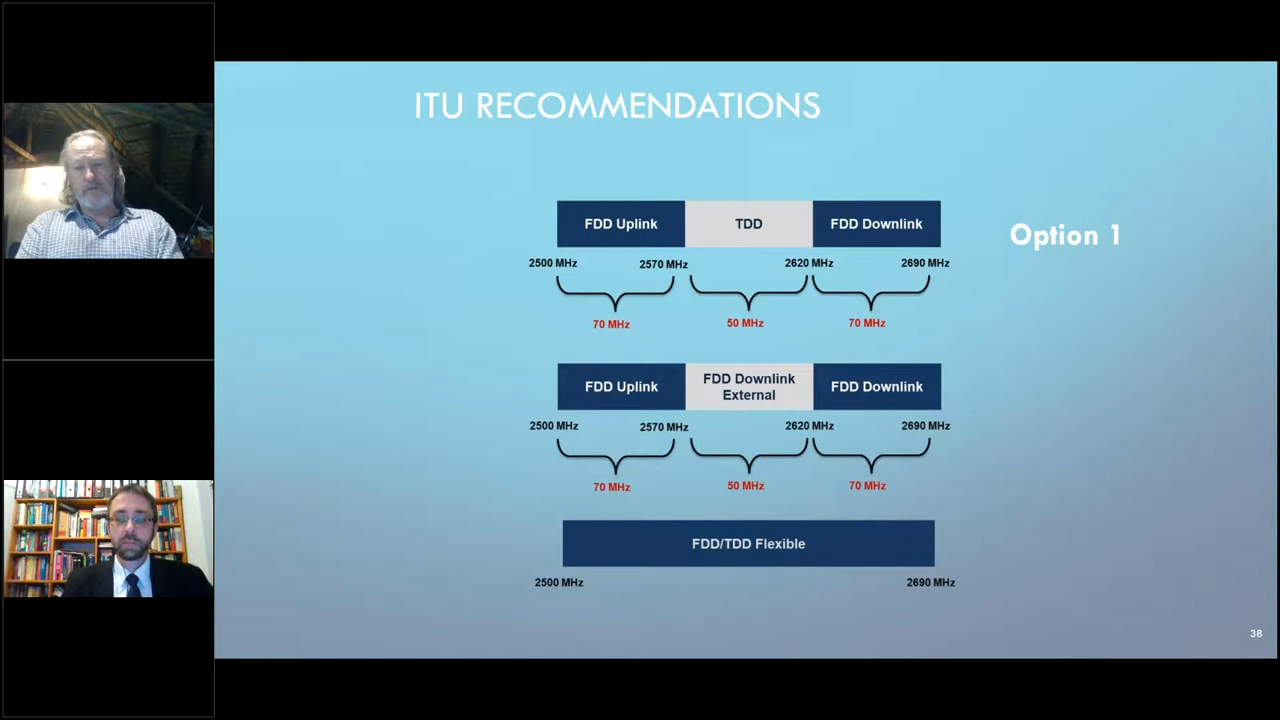 ITU RECOMMENDATIONS
FDD Uplink
TDD
FDD Downlink
Option 1
2500 MHz
2570 MHz
2620 MHz
2690 MHz
70 MHz
50 MHz
70 MHz
FDD Uplink
FDD Downlink
External
FDD Downlink
2500 MHz
2570 MHz
2620 MHz
2690 MHz
70 MHz
50 MHz
70 MHz
FDD/TDD Flexible
2500 MHz
2690 MHz
38